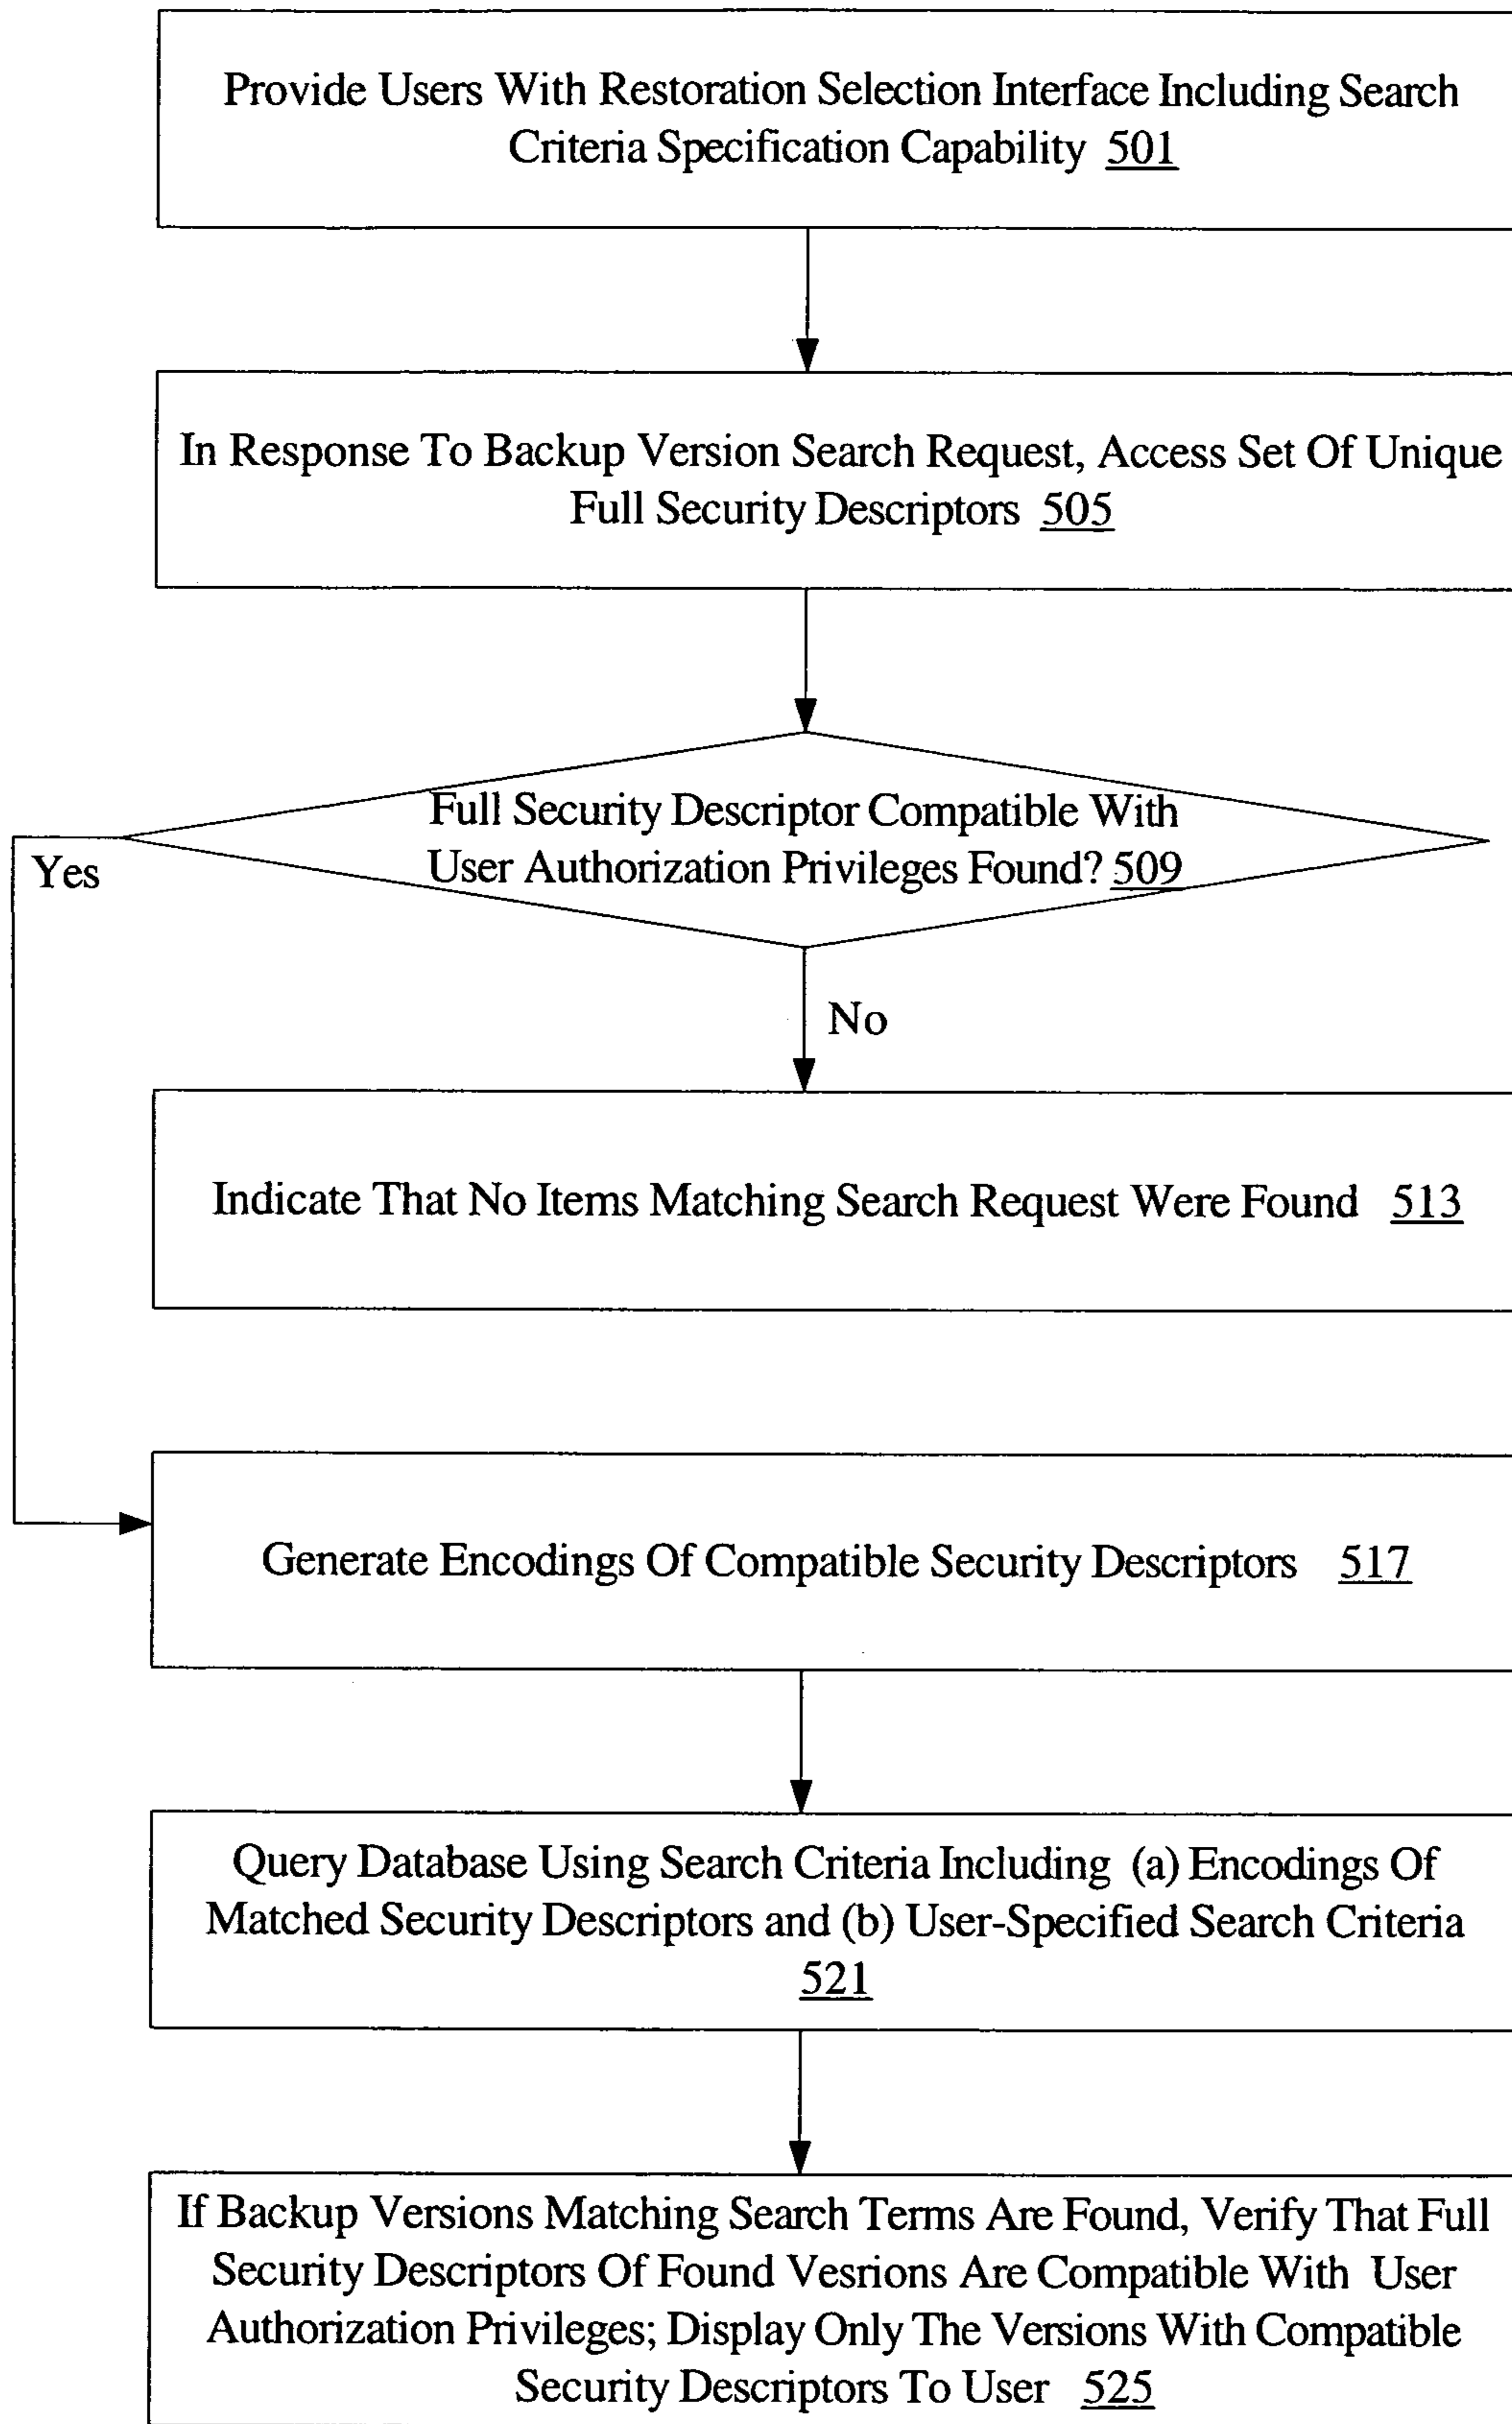 Provide Users With Restoration Selection Interface Including Search
Criteria Specification Capability 501
In Response To Backup Version Search Request, Access Set Of Unique
Full Security Descriptors 505
Full Security Descriptor Compatible With
User Authorization Privileges Found? 509
Yes
No
Indicate That No Items Matching Search Request Were Found 513
Generate Encodings Of Compatible Security Descriptors 517
Query Database Using Search Criteria Including (a) Encodings Of
Matched Security Descriptors and (b) User-Specified Search Criteria
521
If Backup Versions Matching Search Terms Are Found, Verify That Full
Security Descriptors Of Found Vesrions Are Compatible With User
Authorization Privileges; Display Only The Versions With Compatible
Security Descriptors To User 525